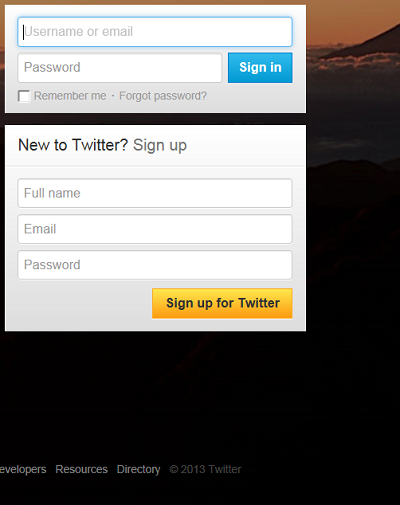 Username or email
Password
Sign in
Remember me · Forgot password?
New to Twitter? Sign up
Full name
Email
Password
Sign up for Twitter
evelopers Resources Directory © 2013 Twitter